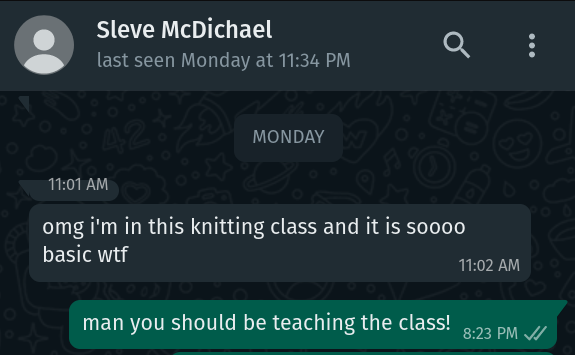 Sleve McDichael
last seen Monday at 11:34 PM
MONDAY
11:01 AM
omg i'm in this knitting class and it is soooo
basic wtf
11:02 AM
man you should be teaching the class!
8:23 PM